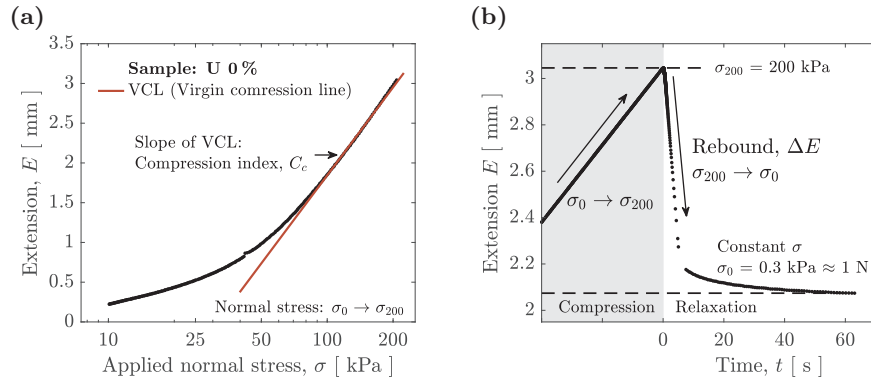 (a)
Extension, E [ mm ]
3.5
3
2.5
2
1.5
1
0.5
0
Sample: U 0 %
VCL (Virgin comression line)
Slope of VCL:
Compression index, C_c
Normal stress: σ₀ → σ₂₀₀
10 25 50 100 200
Applied normal stress, σ [ kPa ]
(b)
Extension E [ mm ]
3
2.8
2.6
2.4
2.2
2
σ₂₀₀ = 200 kPa
Rebound, ΔE
σ₂₀₀ → σ₀
σ₀ → σ₂₀₀
Constant σ
σ₀ = 0.3 kPa ≈ 1 N
Compression Relaxation
0 20 40 60
Time, t [ s ]